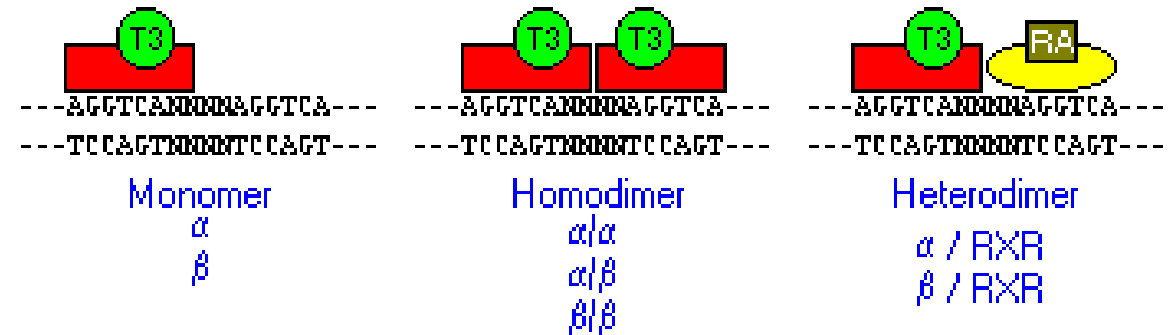 T3
---AGGTCANNNNAGGTCA---
---TCCAGTNNNNTCCAGT---
Monomer
α
β
T3 T3
---AGGTCANNNNAGGTCA---
---TCCAGTNNNNTCCAGT---
Homodimer
α/α
α/β
β/β
T3 RA
---AGGTCANNNNAGGTCA---
---TCCAGTNNNNTCCAGT---
Heterodimer
α / RXR
β / RXR